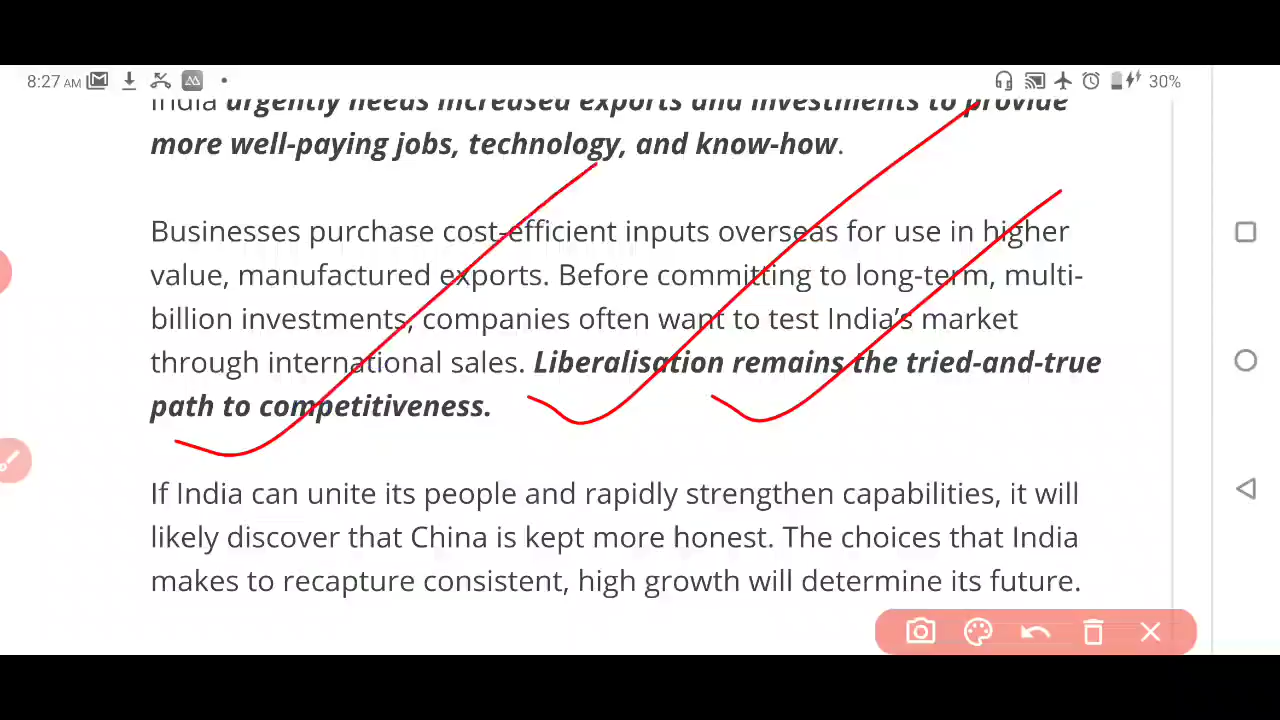 8:27 AM
30%
India urgently needs increased exports and investments to provide
more well-paying jobs, technology, and know-how.
Businesses purchase cost-efficient inputs overseas for use in higher
value, manufactured exports. Before committing to long-term, multi-
billion investments, companies often want to test India’s market
through international sales. Liberalisation remains the tried-and-true
path to competitiveness.
If India can unite its people and rapidly strengthen capabilities, it will
likely discover that China is kept more honest. The choices that India
makes to recapture consistent, high growth will determine its future.